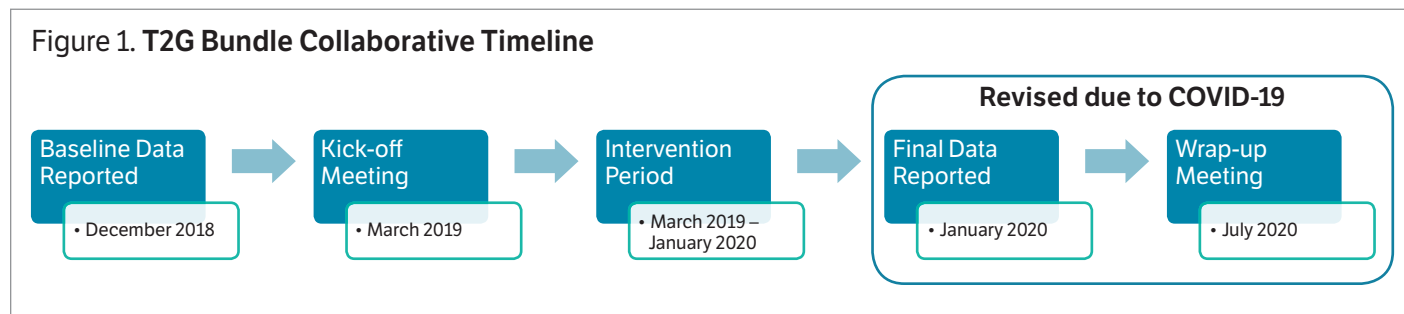 Figure 1. T2G Bundle Collaborative Timeline
Revised due to COVID-19
Baseline Data
Reported
• December 2018
Kick-off
Meeting
• March 2019
Intervention
Period
• March 2019 –
January 2020
Final Data
Reported
• January 2020
Wrap-up
Meeting
• July 2020